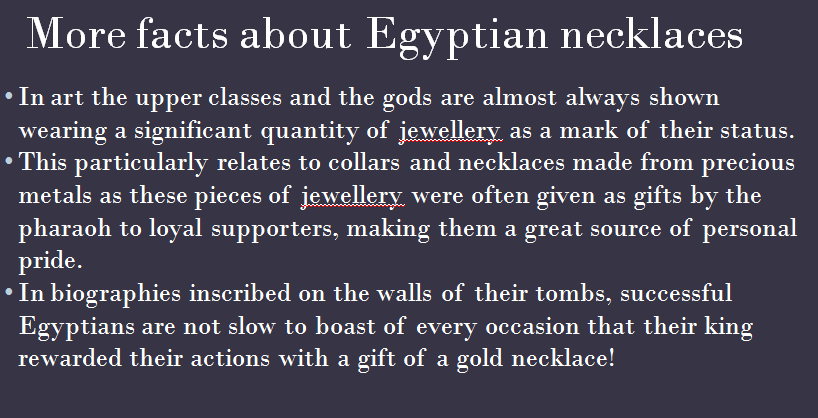 More facts about Egyptian necklaces
• In art the upper classes and the gods are almost always shown
wearing a significant quantity of jewellery as a mark of their status.
• This particularly relates to collars and necklaces made from precious
metals as these pieces of jewellery were often given as gifts by the
pharaoh to loyal supporters, making them a great source of personal
pride.
• In biographies inscribed on the walls of their tombs, successful
Egyptians are not slow to boast of every occasion that their king
rewarded their actions with a gift of a gold necklace!